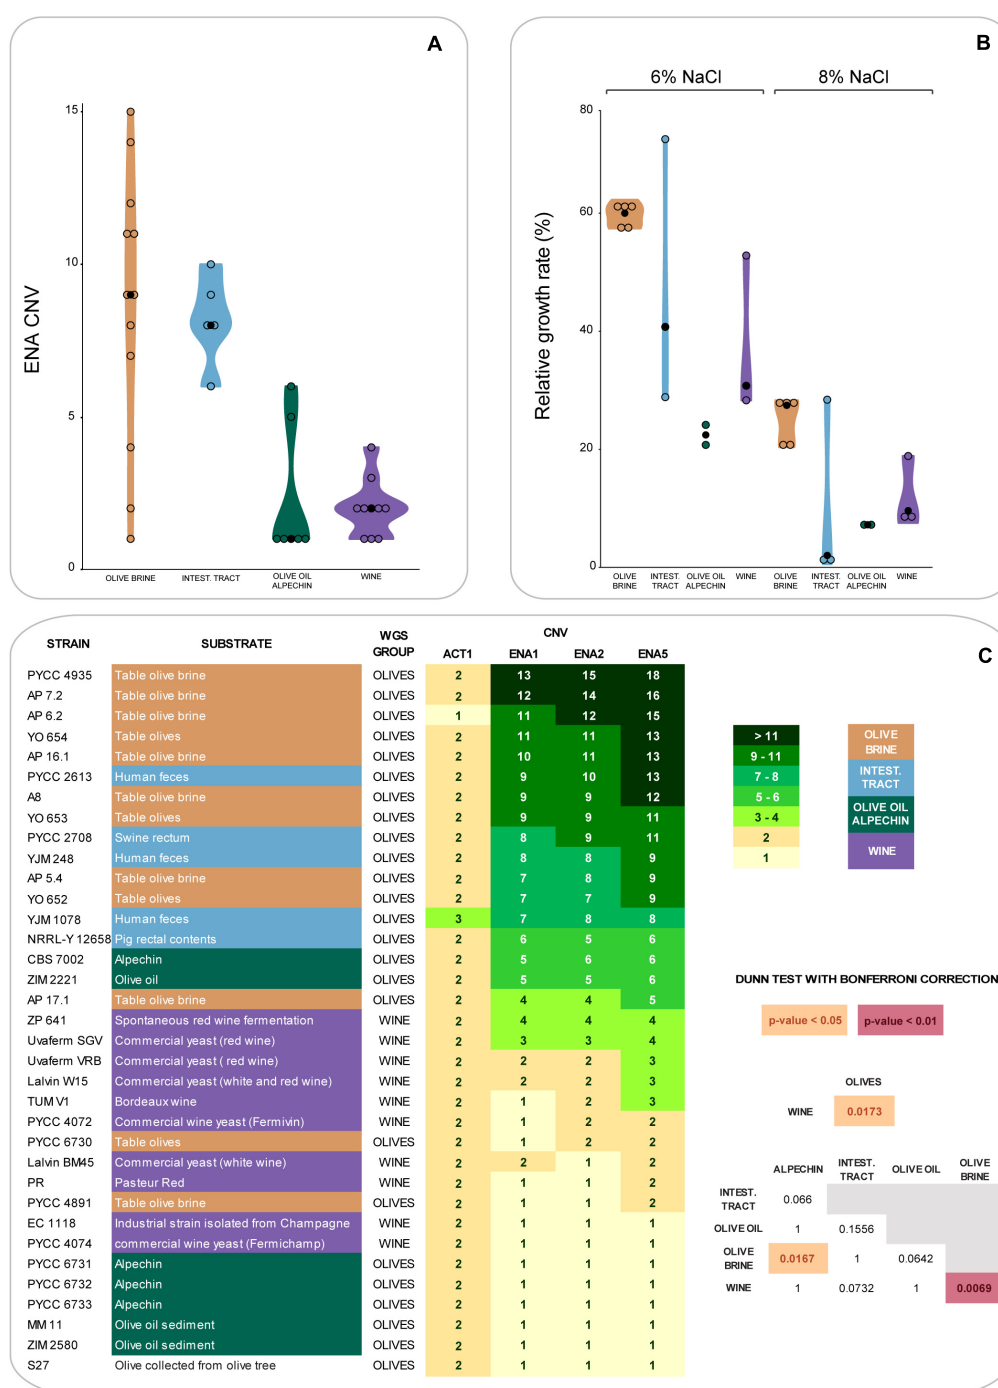 A
ENA CNV
15
10
5
0
OLIVE BRINE
INTEST. TRACT
OLIVE OIL
ALPECHIN
WINE
B
6% NaCl
8% NaCl
Relative growth rate (%)
80
60
40
20
0
OLIVE
BRINE
INTEST.
TRACT
OLIVE OIL
ALPECHIN
WINE
OLIVE
BRINE
INTEST.
TRACT
OLIVE OIL
ALPECHIN
WINE
C
CNV
STRAIN SUBSTRATE WGS GROUP ACT1 ENA1 ENA2 ENA5
PYCC 4935 Table olive brine OLIVES 2 13 15 18
AP 7.2 Table olive brine OLIVES 2 12 14 16
AP 6.2 Table olive brine OLIVES 1 11 12 15
YO 654 Table olives OLIVES 2 11 11 13
AP 16.1 Table olive brine OLIVES 2 10 11 13
PYCC 2613 Human feces OLIVES 2 9 10 13
A8 Table olive brine OLIVES 2 9 9 12
YO 653 Table olives OLIVES 2 9 9 11
PYCC 2708 Swine rectum OLIVES 2 8 9 11
YJM 248 Human feces OLIVES 2 8 8 9
AP 5.4 Table olive brine OLIVES 2 7 8 9
YO 652 Table olives OLIVES 2 7 7 9
YJM 1078 Human feces OLIVES 3 7 8 8
NRRL-Y 12658 Pig rectal contents OLIVES 2 6 5 6
CBS 7002 Alpechin OLIVES 2 5 6 6
ZIM 2221 Olive oil OLIVES 2 5 5 6
AP 17.1 Table olive brine OLIVES 2 4 4 5
ZP 641 Spontaneous red wine fermentation WINE 2 4 4 4
Uvaferm SGV Commercial yeast (red wine) WINE 2 3 3 4
Uvaferm VRB Commercial yeast ( red wine) WINE 2 2 2 3
Lalvin W15 Commercial yeast (white and red wine) WINE 2 2 2 3
TUM V1 Bordeaux wine WINE 2 1 2 3
PYCC 4072 Commercial wine yeast (Fermivin) WINE 2 1 2 2
PYCC 6730 Table olives OLIVES 2 1 2 2
Lalvin BM45 Commercial yeast (white wine) WINE 2 2 1 2
PR Pasteur Red WINE 2 1 1 2
PYCC 4891 Table olive brine OLIVES 2 1 1 2
EC 1118 Industrial strain isolated from Champagne WINE 2 1 1 1
PYCC 4074 commercial wine yeast (Fermichamp) WINE 2 1 1 1
PYCC 6731 Alpechin OLIVES 2 1 1 1
PYCC 6732 Alpechin OLIVES 2 1 1 1
PYCC 6733 Alpechin OLIVES 2 1 1 1
MM 11 Olive oil sediment OLIVES 2 1 1 1
ZIM 2580 Olive oil sediment OLIVES 2 1 1 1
S27 Olive collected from olive tree OLIVES 2 1 1 1
> 11
9 - 11
7 - 8
5 - 6
3 - 4
2
1
OLIVE
BRINE
INTEST.
TRACT
OLIVE OIL
ALPECHIN
WINE
DUNN TEST WITH BONFERRONI CORRECTION
p-value < 0.05 p-value < 0.01
OLIVES
WINE 0.0173
ALPECHIN INTEST. TRACT OLIVE OIL OLIVE BRINE
INTEST. TRACT 0.066
OLIVE OIL 1 0.1556
OLIVE BRINE 0.0167 1 0.0642
WINE 1 0.0732 1 0.0069